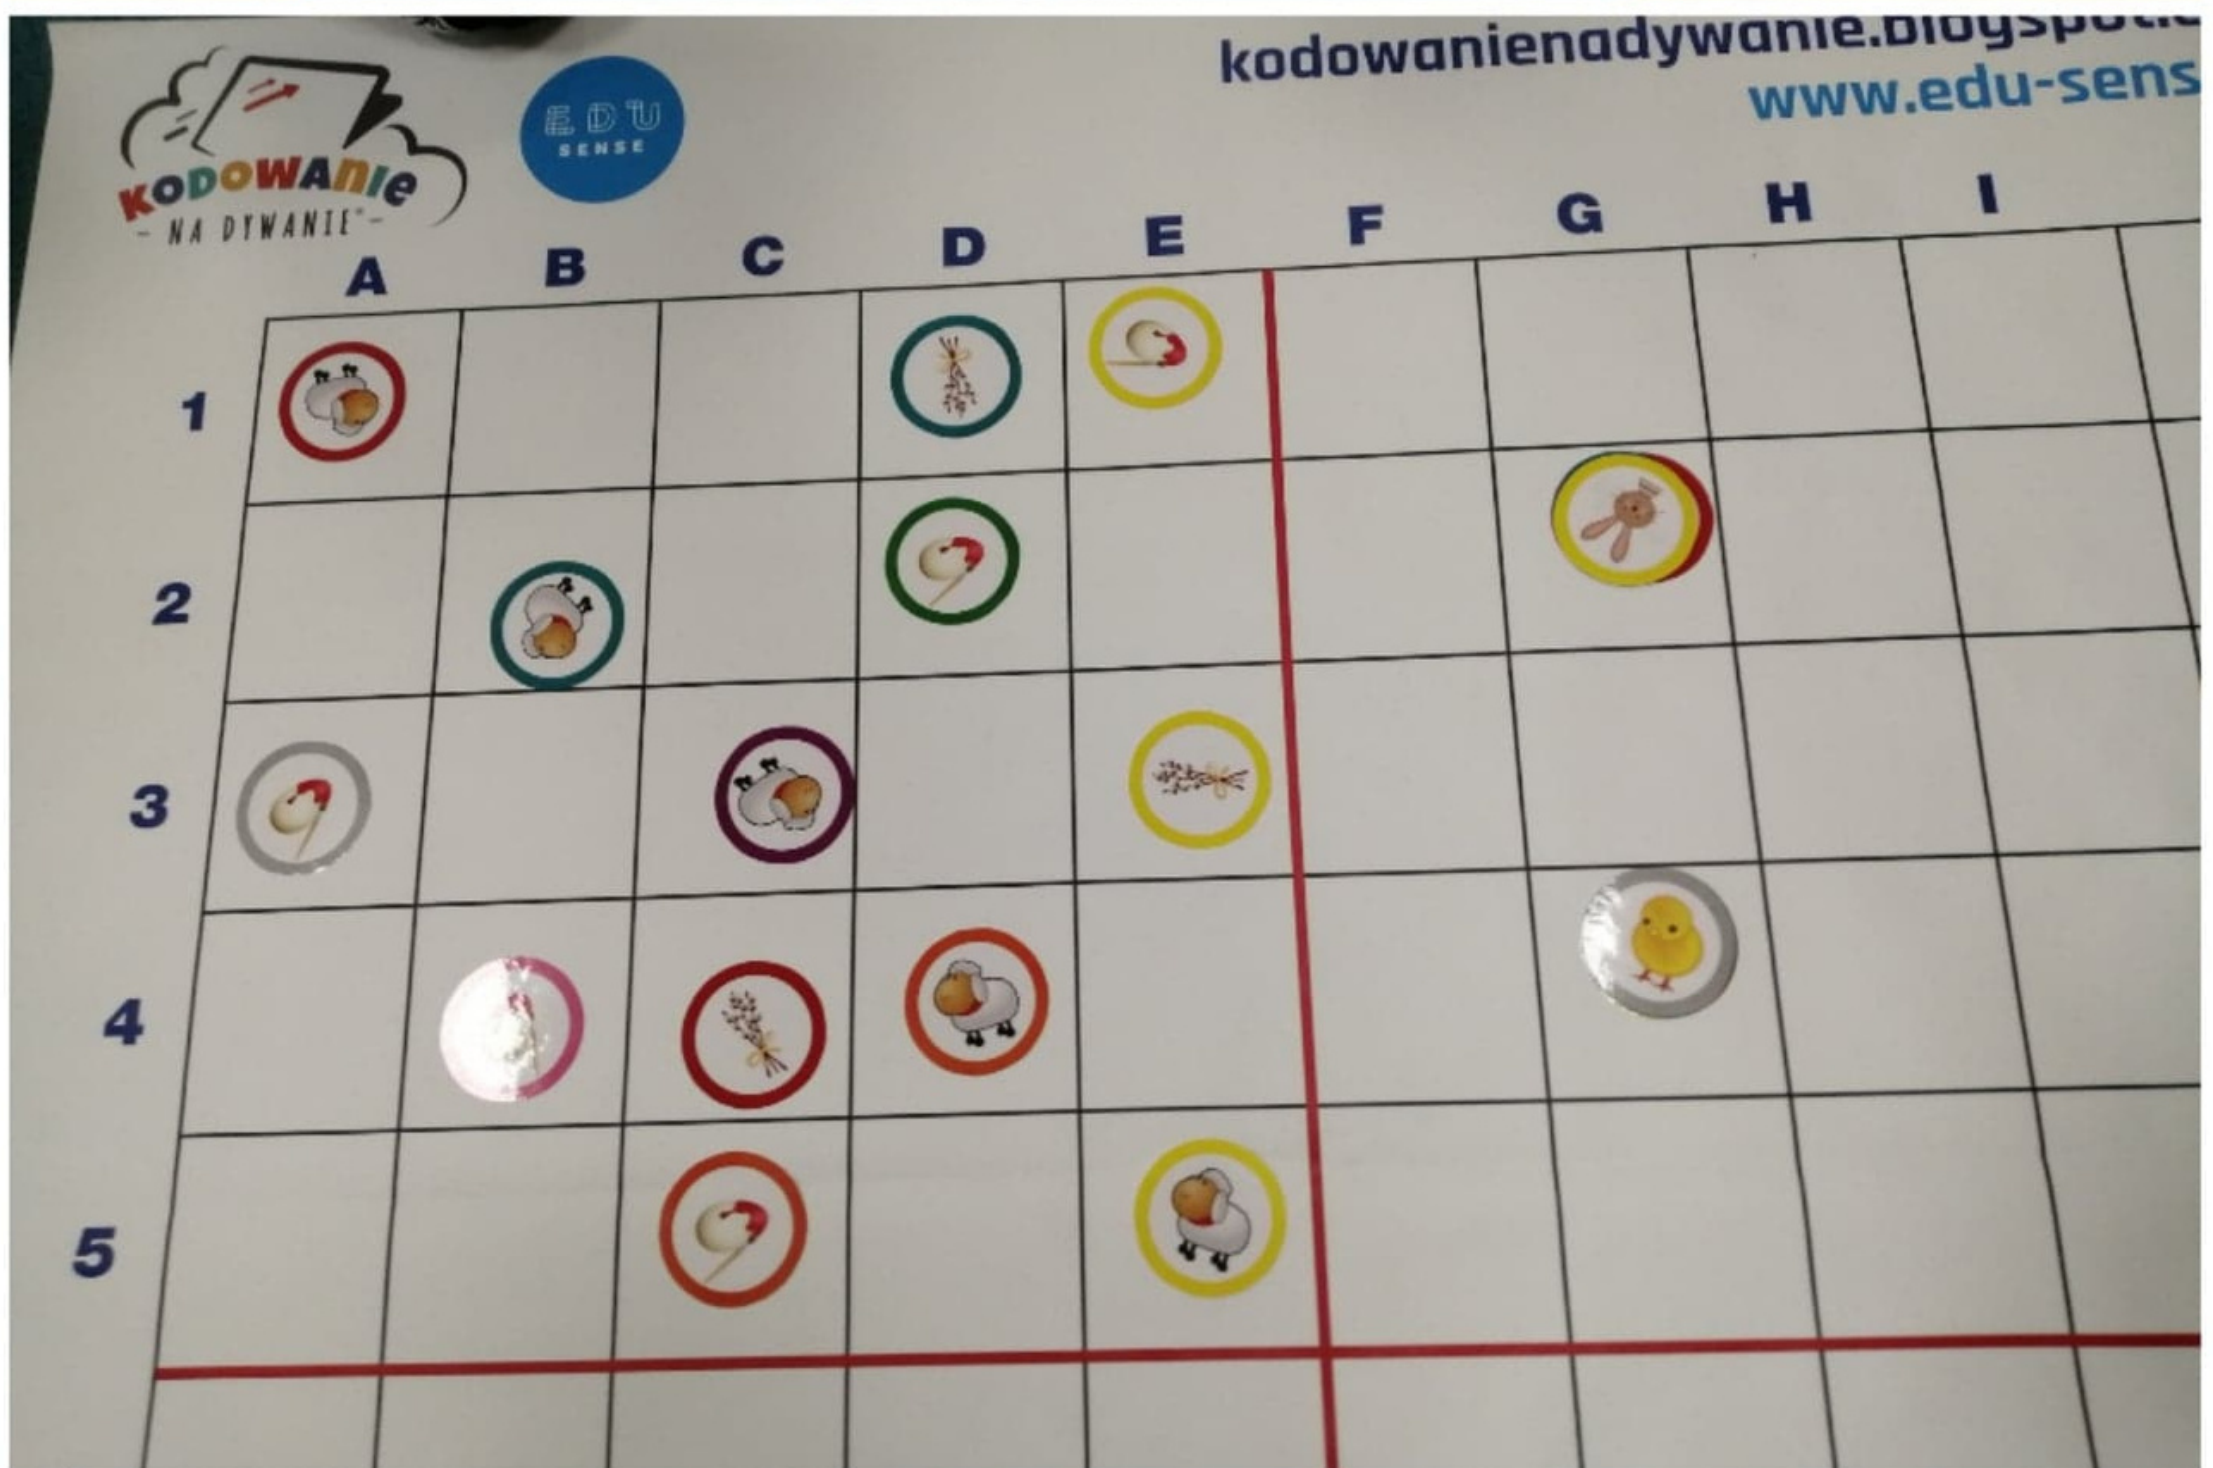 kodowanienadywanie.blogspot.c
www.edu-sens
EDU
SENSE
KODOWANIE
- NA DYWANIE® -
A B C D E F G H I
1
2
3
4
5